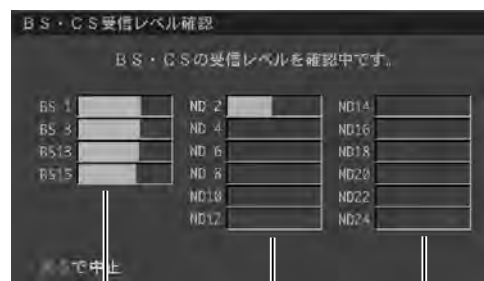 BS・CS受信レベル確認
BS・CSの受信レベルを確認中です。
BS 1 ND 2 ND14
BS 3 ND 4 ND16
BS13 ND 6 ND18
BS15 ND 8 ND20
ND10 ND22
ND12 ND24
で中止